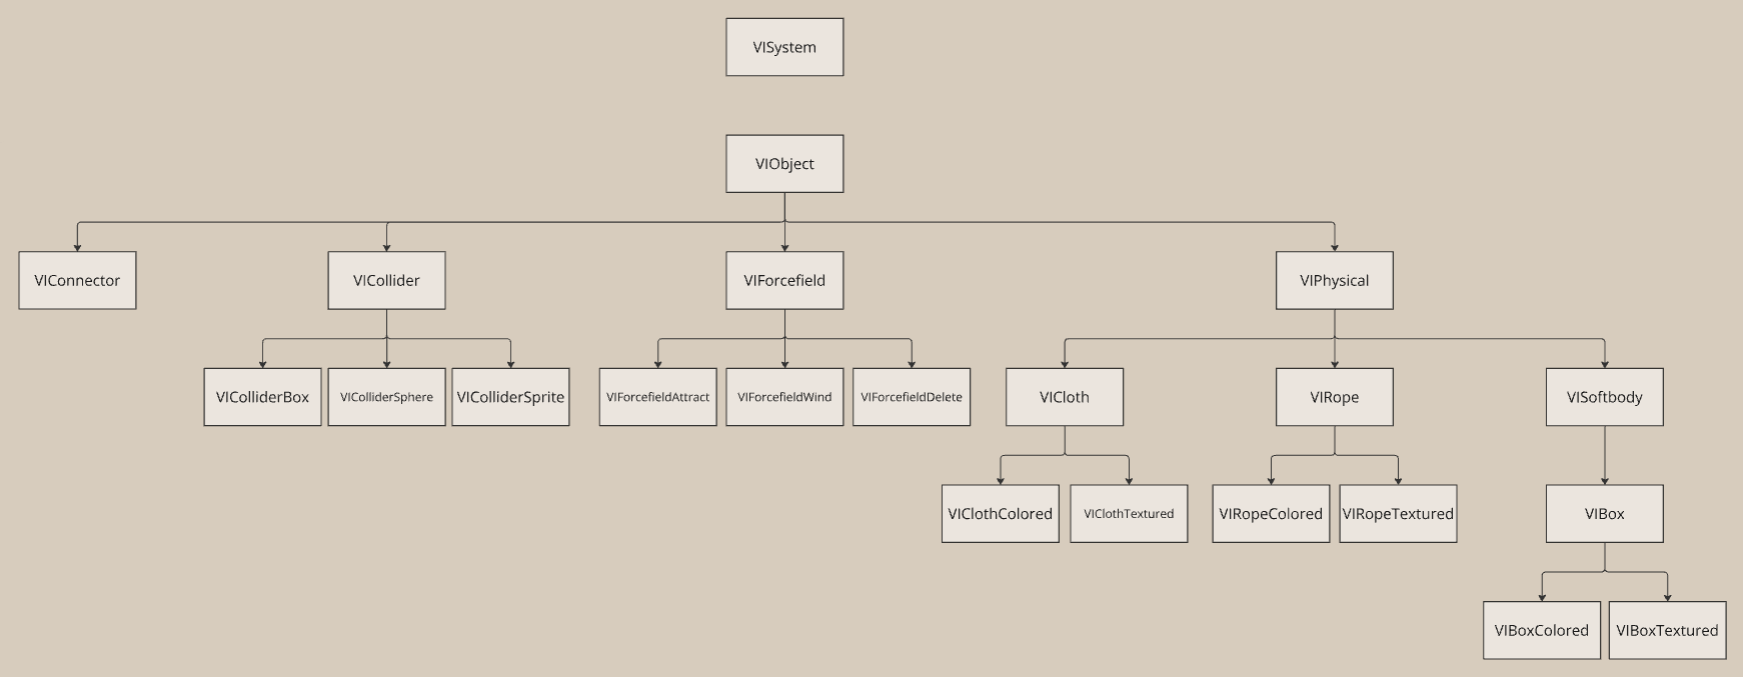 VISystem
VIObject
VIConnector
VICollider
VIForcefield
VIPhysical
VIColliderBox
VIColliderSphere
VIColliderSprite
VIForcefieldAttract
VIForcefieldWind
VIForcefieldDelete
VICloth
VIRope
VISoftbody
VIClothColored
VIClothTextured
VIRopeColored
VIRopeTextured
VIBox
VIBoxColored
VIBoxTextured